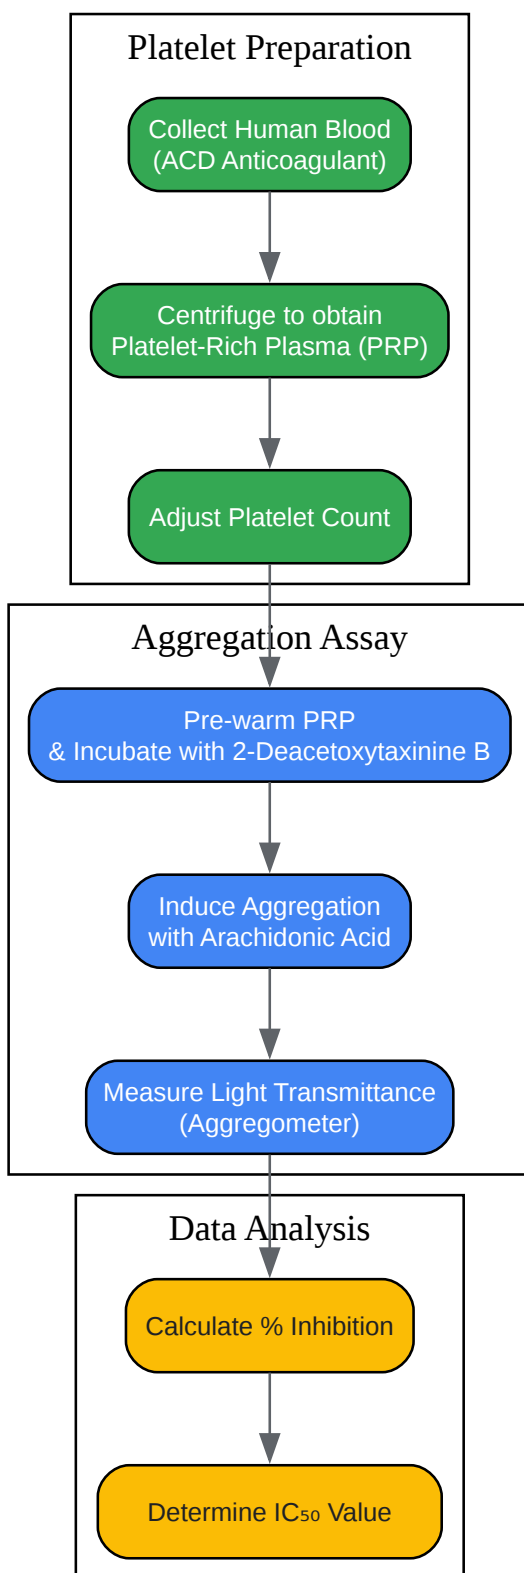 Platelet Preparation
Collect Human Blood
(ACD Anticoagulant)
Centrifuge to obtain
Platelet-Rich Plasma (PRP)
Adjust Platelet Count
Aggregation Assay
Pre-warm PRP
& Incubate with 2-Deacetoxytaxinine B
Induce Aggregation
with Arachidonic Acid
Measure Light Transmittance
(Aggregometer)
Data Analysis
Calculate % Inhibition
Determine IC₅₀ Value